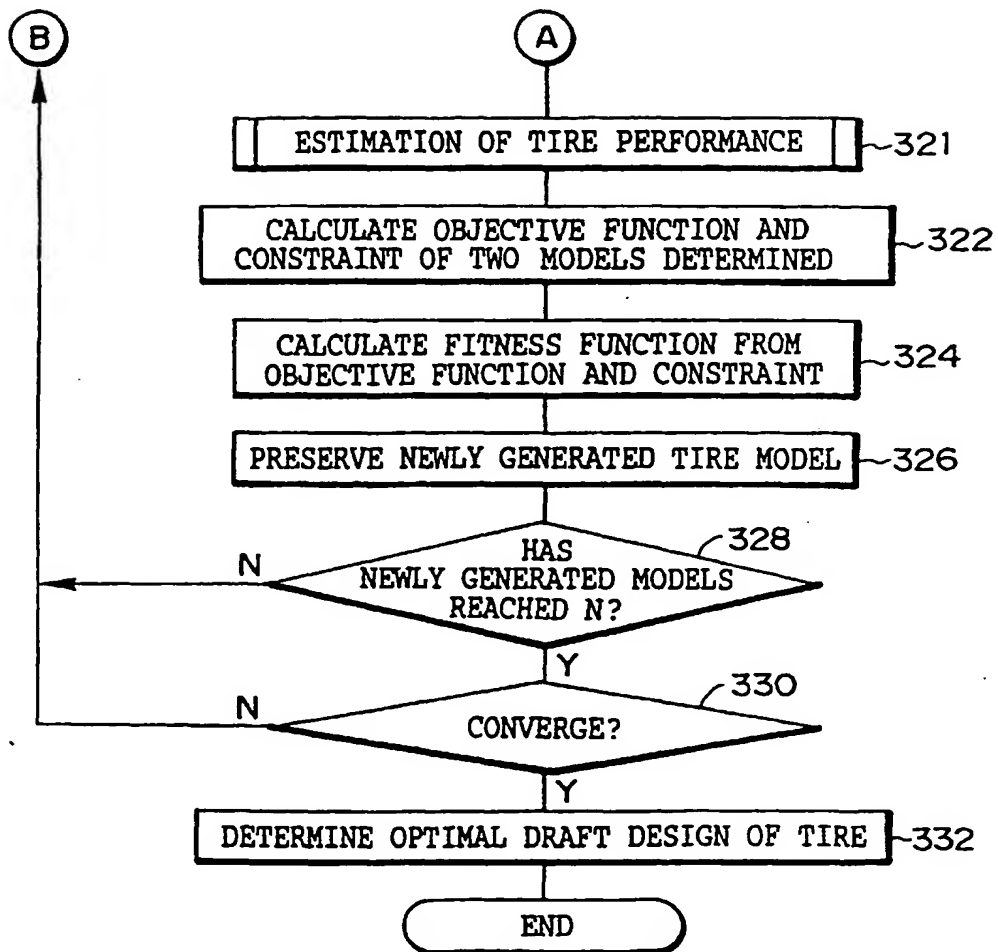 B
A
ESTIMATION OF TIRE PERFORMANCE
321
CALCULATE OBJECTIVE FUNCTION AND
CONSTRAINT OF TWO MODELS DETERMINED
322
CALCULATE FITNESS FUNCTION FROM
OBJECTIVE FUNCTION AND CONSTRAINT
324
PRESERVE NEWLY GENERATED TIRE MODEL
326
HAS
NEWLY GENERATED MODELS
REACHED N?
328
N
Y
CONVERGE?
330
N
Y
DETERMINE OPTIMAL DRAFT DESIGN OF TIRE
332
END